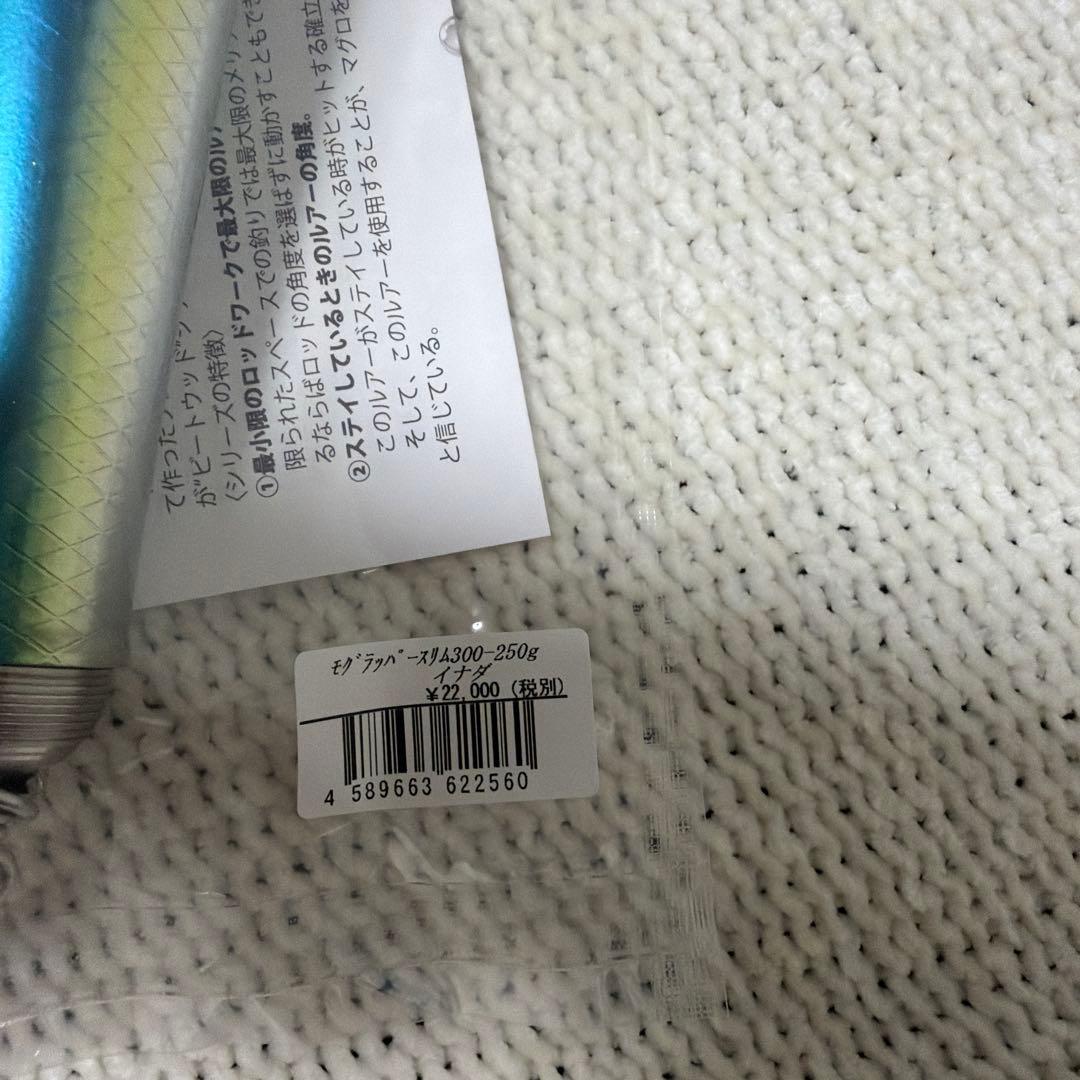 で作った
が"ビートウッド"シ
〈シリーズの特徴〉
①最小限のロッドワークで最大限のル
限られたスペースでの釣りでは最大限のメリ
るならばロッドの角度を選ばずに動かすこともでき
②ステイしているときのルアーの角度。
このルアーがステイしている時がヒットする確立
そして、このルアーを使用することが、マグロを
と信じている。
ﾓｸﾞﾗｯﾊﾟｰｽﾘﾑ300-250g
イナダ
¥22,000 (税別)
4 589663 622560